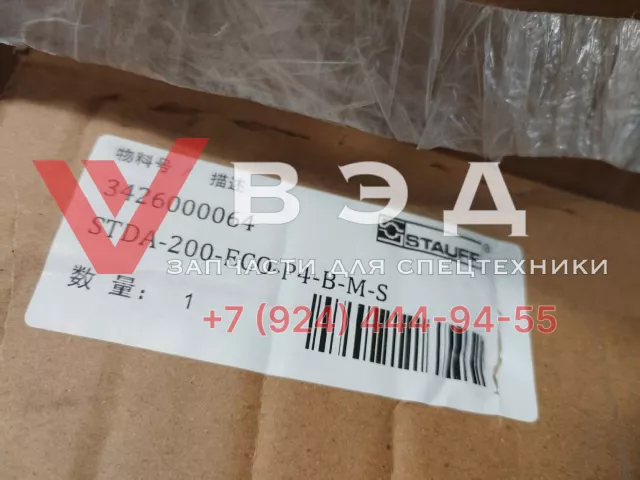 物料号 / 描述
3426000064
STAUFF®
STDA-200-
P4-B-M-S
数量： 1
ВЭД
ЗАПЧАСТИ ДЛЯ СПЕЦТЕХНИКИ
+7 (924) 444-94-55